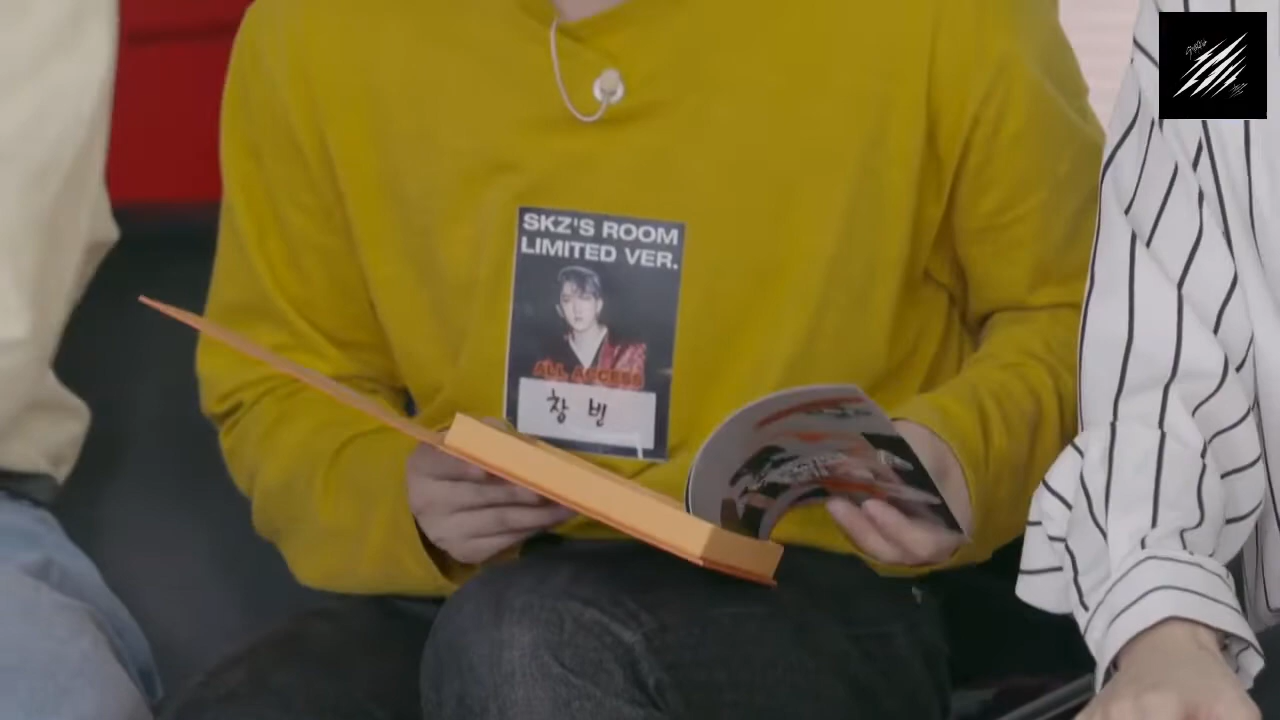 SKZ'S ROOM
LIMITED VER.
ALL ACCESS
창 빈